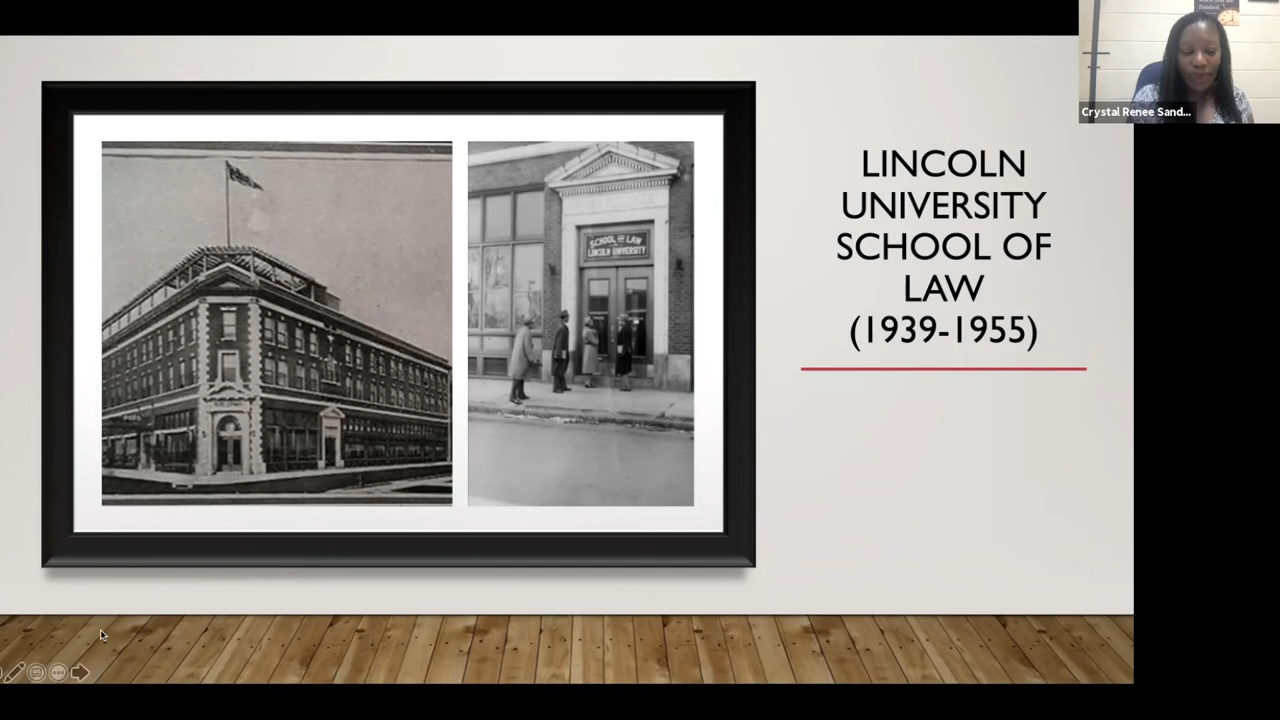 Crystal Renee Sand...
LINCOLN
UNIVERSITY
SCHOOL OF
LAW
(1939-1955)
SCHOOL OF LAW
LINCOLN UNIVERSITY